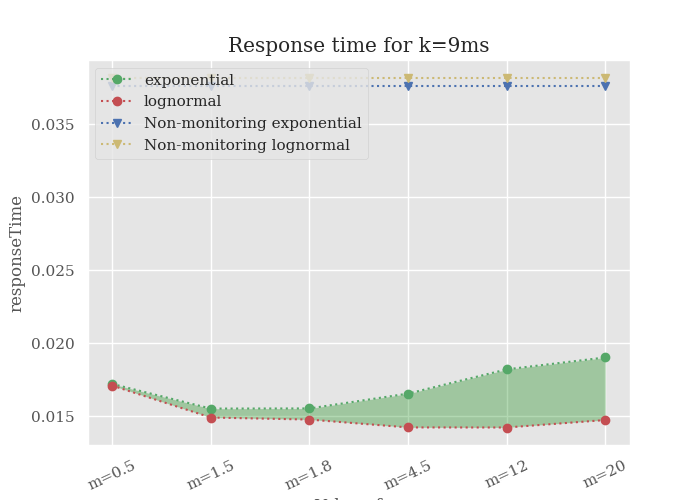 Response time for k=9ms
exponential
lognormal
Non-monitoring exponential
Non-monitoring lognormal
responseTime
0.035
0.030
0.025
0.020
0.015
m=0.5
m=1.5
m=1.8
m=4.5
m=12
m=20